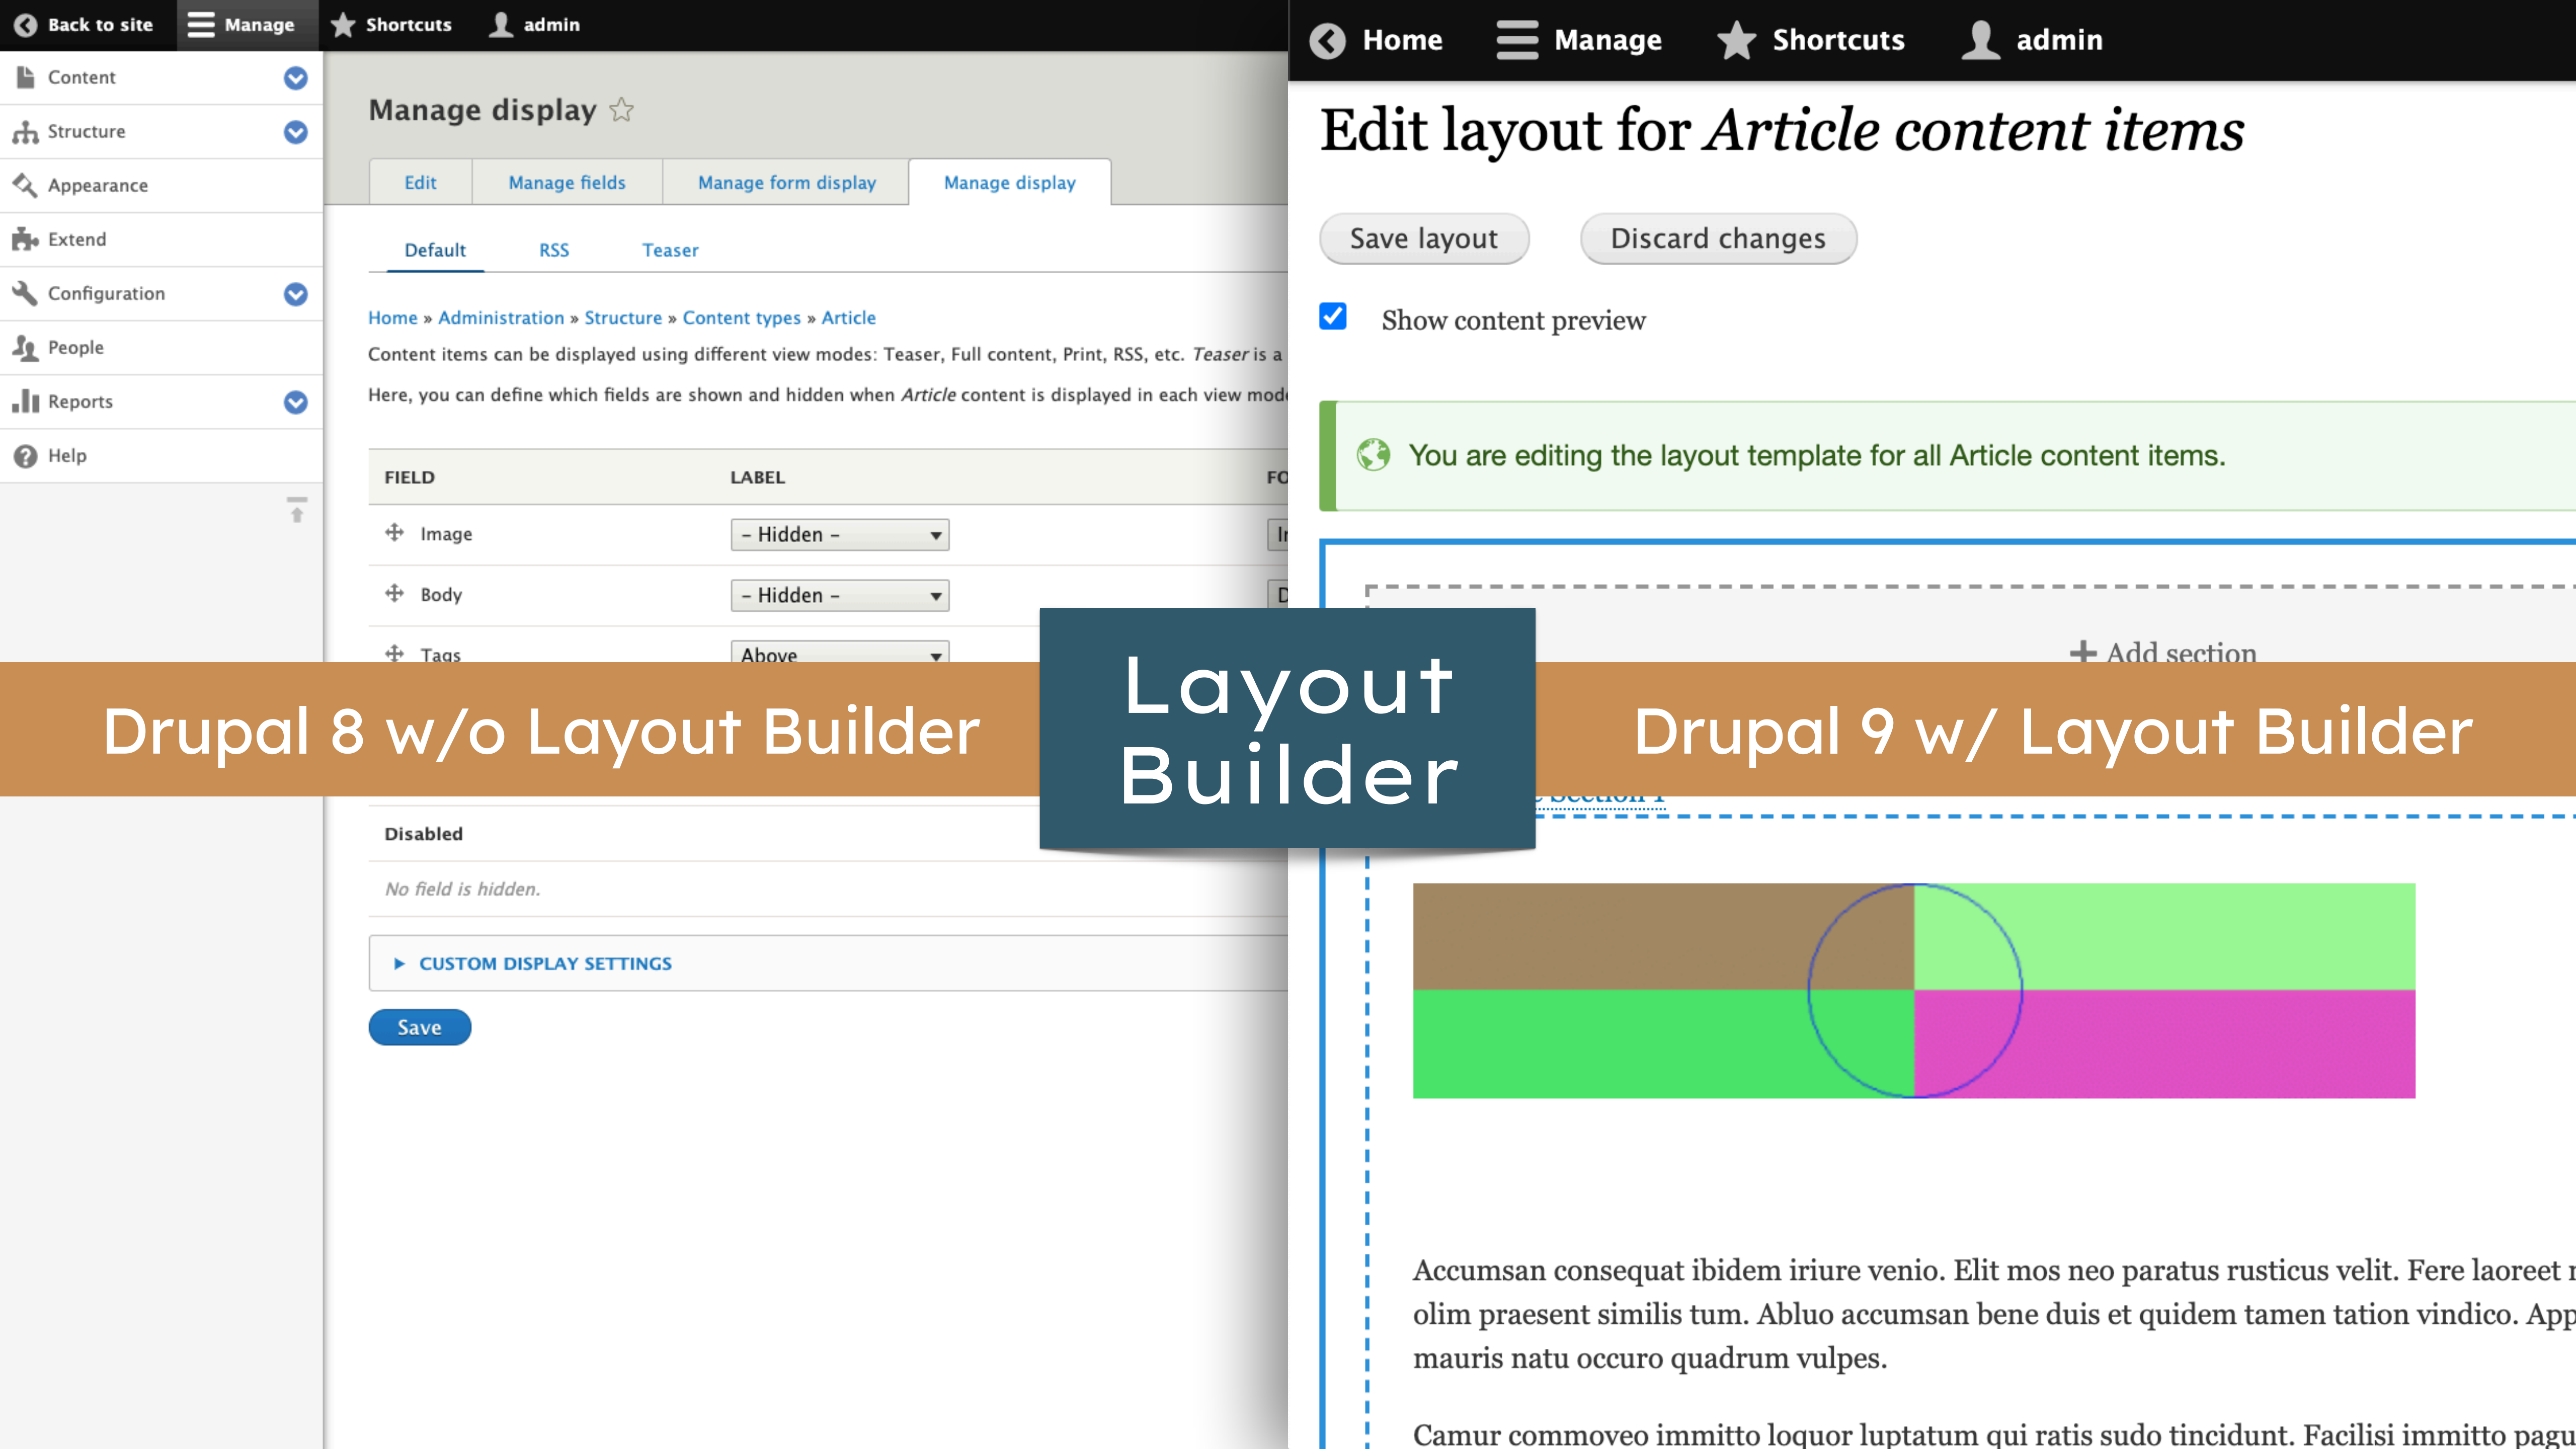 Back to site Manage Shortcuts admin
Content
Structure
Appearance
Extend
Configuration
People
Reports
Help
Manage display
Edit Manage fields Manage form display Manage display
Default RSS Teaser
Home » Administration » Structure » Content types » Article
Content items can be displayed using different view modes: Teaser, Full content, Print, RSS, etc. Teaser is a
Here, you can define which fields are shown and hidden when Article content is displayed in each view mod
FIELD LABEL FO
Image - Hidden -
Body - Hidden -
Tags Above
Drupal 8 w/o Layout Builder
Disabled
No field is hidden.
CUSTOM DISPLAY SETTINGS
Save
Layout
Builder
Home Manage Shortcuts admin
Edit layout for Article content items
Save layout Discard changes
Show content preview
You are editing the layout template for all Article content items.
+ Add section
Drupal 9 w/ Layout Builder
Section 1
Accumsan consequat ibidem iriure venio. Elit mos neo paratus rusticus velit. Fere laoreet
olim praesent similis tum. Abluo accumsan bene duis et quidem tamen tation vindico. App
mauris natu occuro quadrum vulpes.
Camur commoveo immitto loquor luptatum qui ratis sudo tincidunt. Facilisi immitto pagu